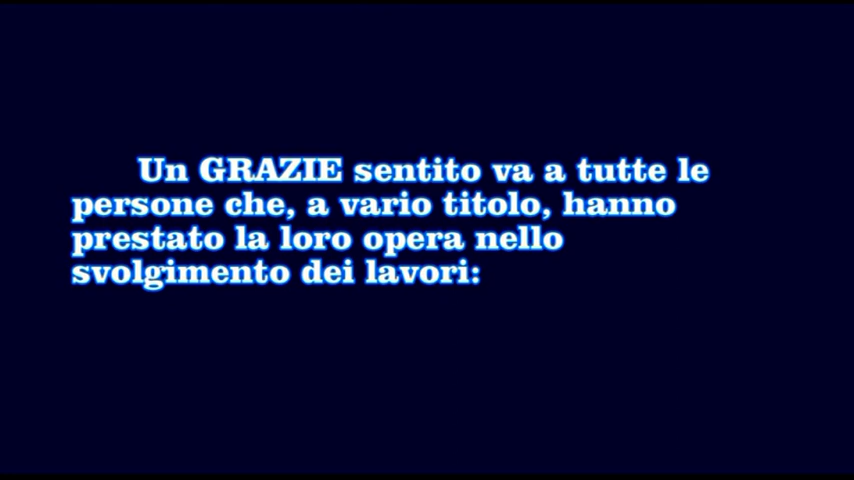 Un GRAZIE sentito va a tutte le
persone che, a vario titolo, hanno
prestato la loro opera nello
svolgimento dei lavori: